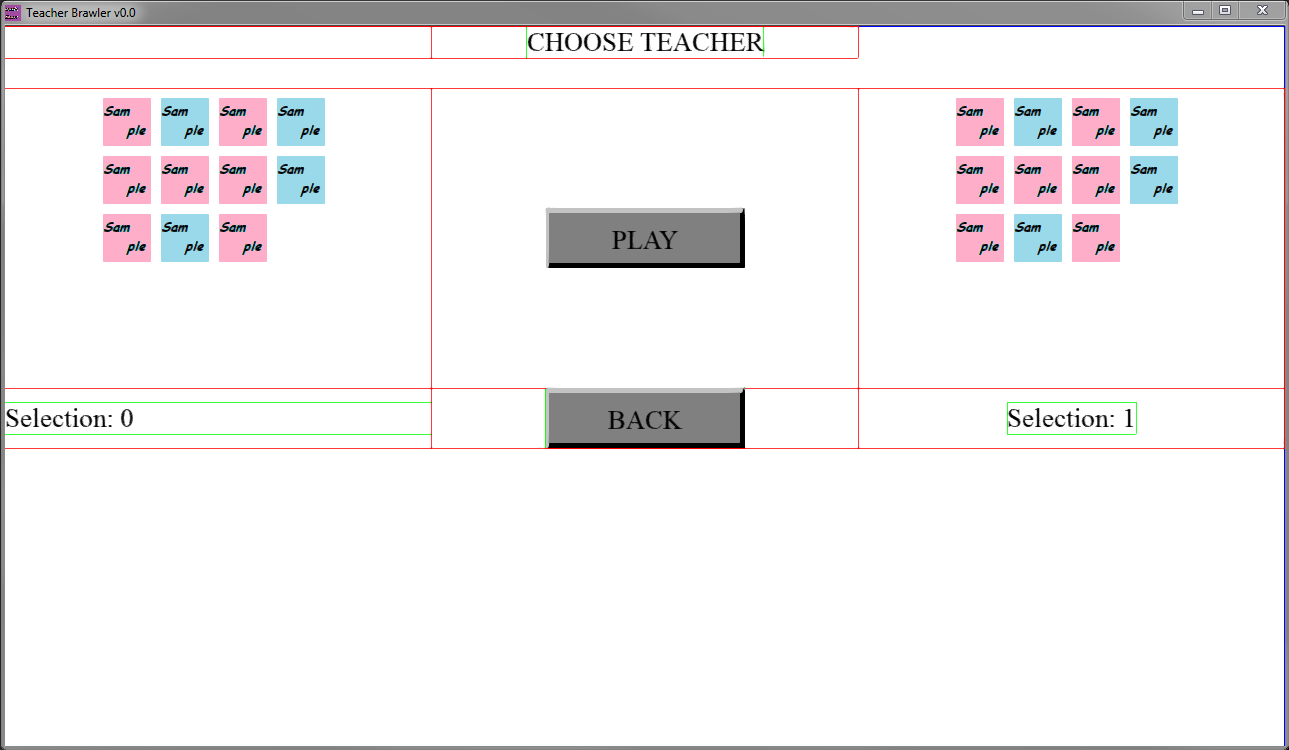 Teacher Brawler v0.0
CHOOSE TEACHER
Sam Sam Sam Sam
ple ple ple ple
Sam Sam Sam Sam
ple ple ple ple
Sam Sam Sam
ple ple ple
PLAY
Sam Sam Sam Sam
ple ple ple ple
Sam Sam Sam Sam
ple ple ple ple
Sam Sam Sam
ple ple ple
Selection: 0
BACK
Selection: 1